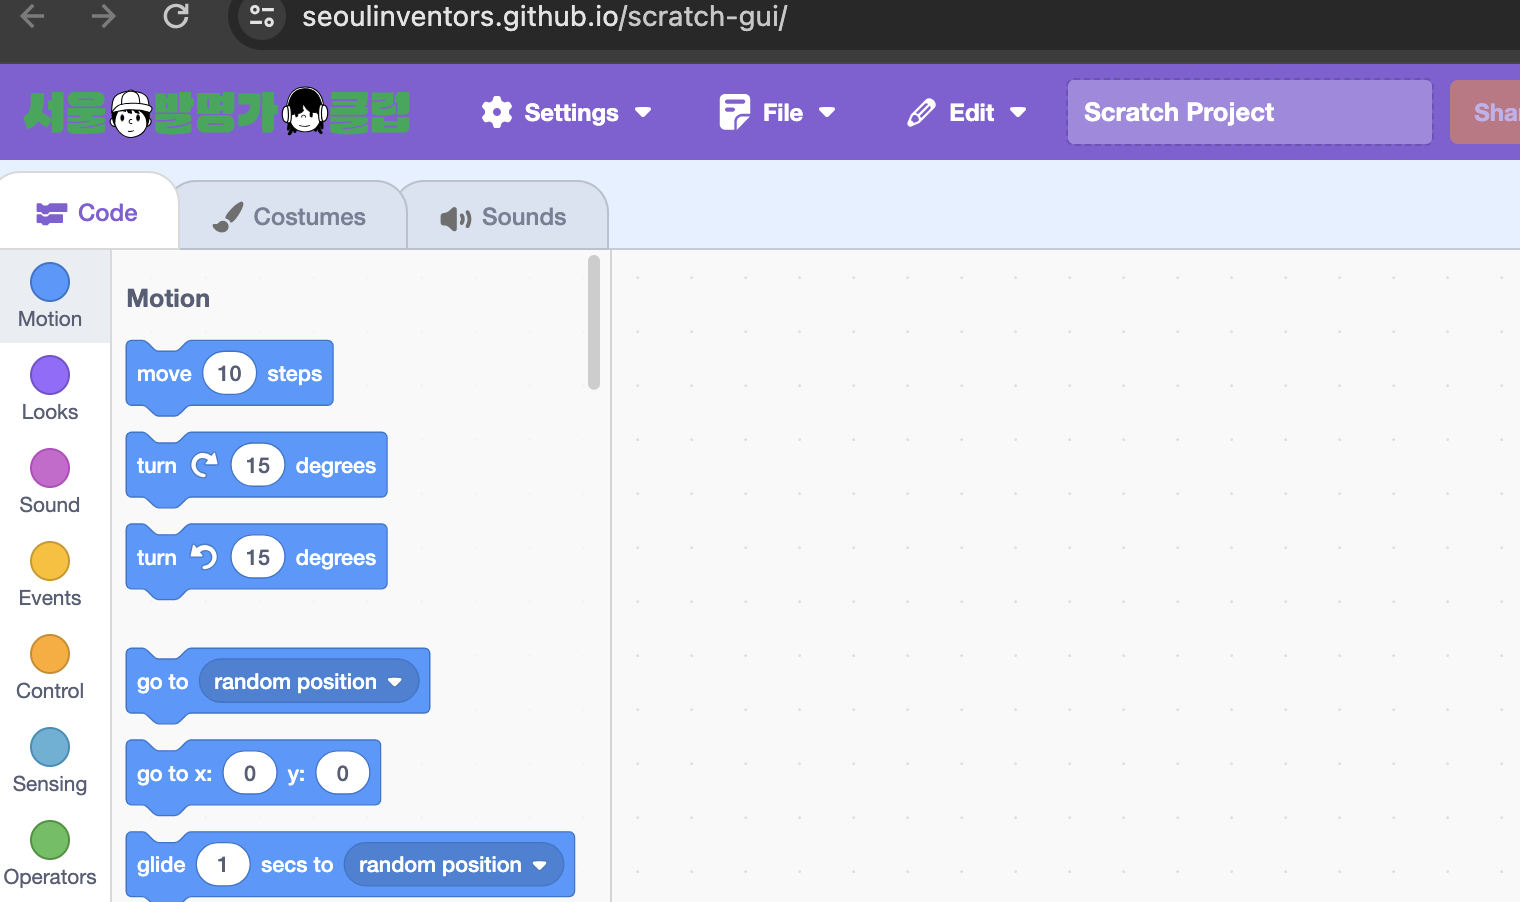 seoulinventors.github.io/scratch-gui/
서울발명가클럽 Settings File Edit Scratch Project
Code Costumes Sounds
Motion
Looks
Sound
Events
Control
Sensing
Operators
Motion
move 10 steps
turn 15 degrees
turn 15 degrees
go to random position
go to x: 0 y: 0
glide 1 secs to random position